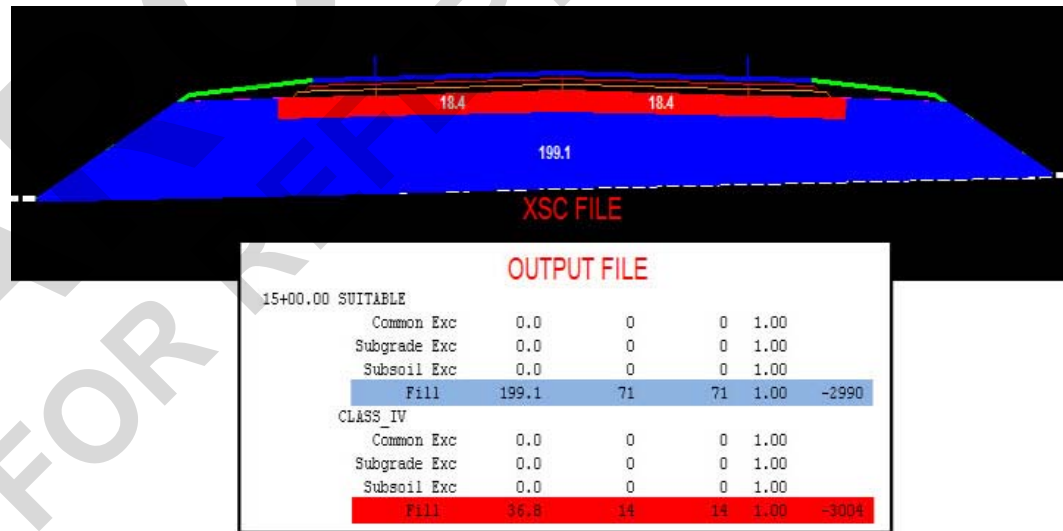 18.4 18.4
199.1
XSC FILE
OUTPUT FILE
15+00.00 SUITABLE
Common Exc 0.0 0 0 1.00
Subgrade Exc 0.0 0 0 1.00
Subsoil Exc 0.0 0 0 1.00
Fill 199.1 71 71 1.00 -2990
CLASS_IV
Common Exc 0.0 0 0 1.00
Subgrade Exc 0.0 0 0 1.00
Subsoil Exc 0.0 0 0 1.00
Fill 36.8 14 14 1.00 -3004
FOR REF